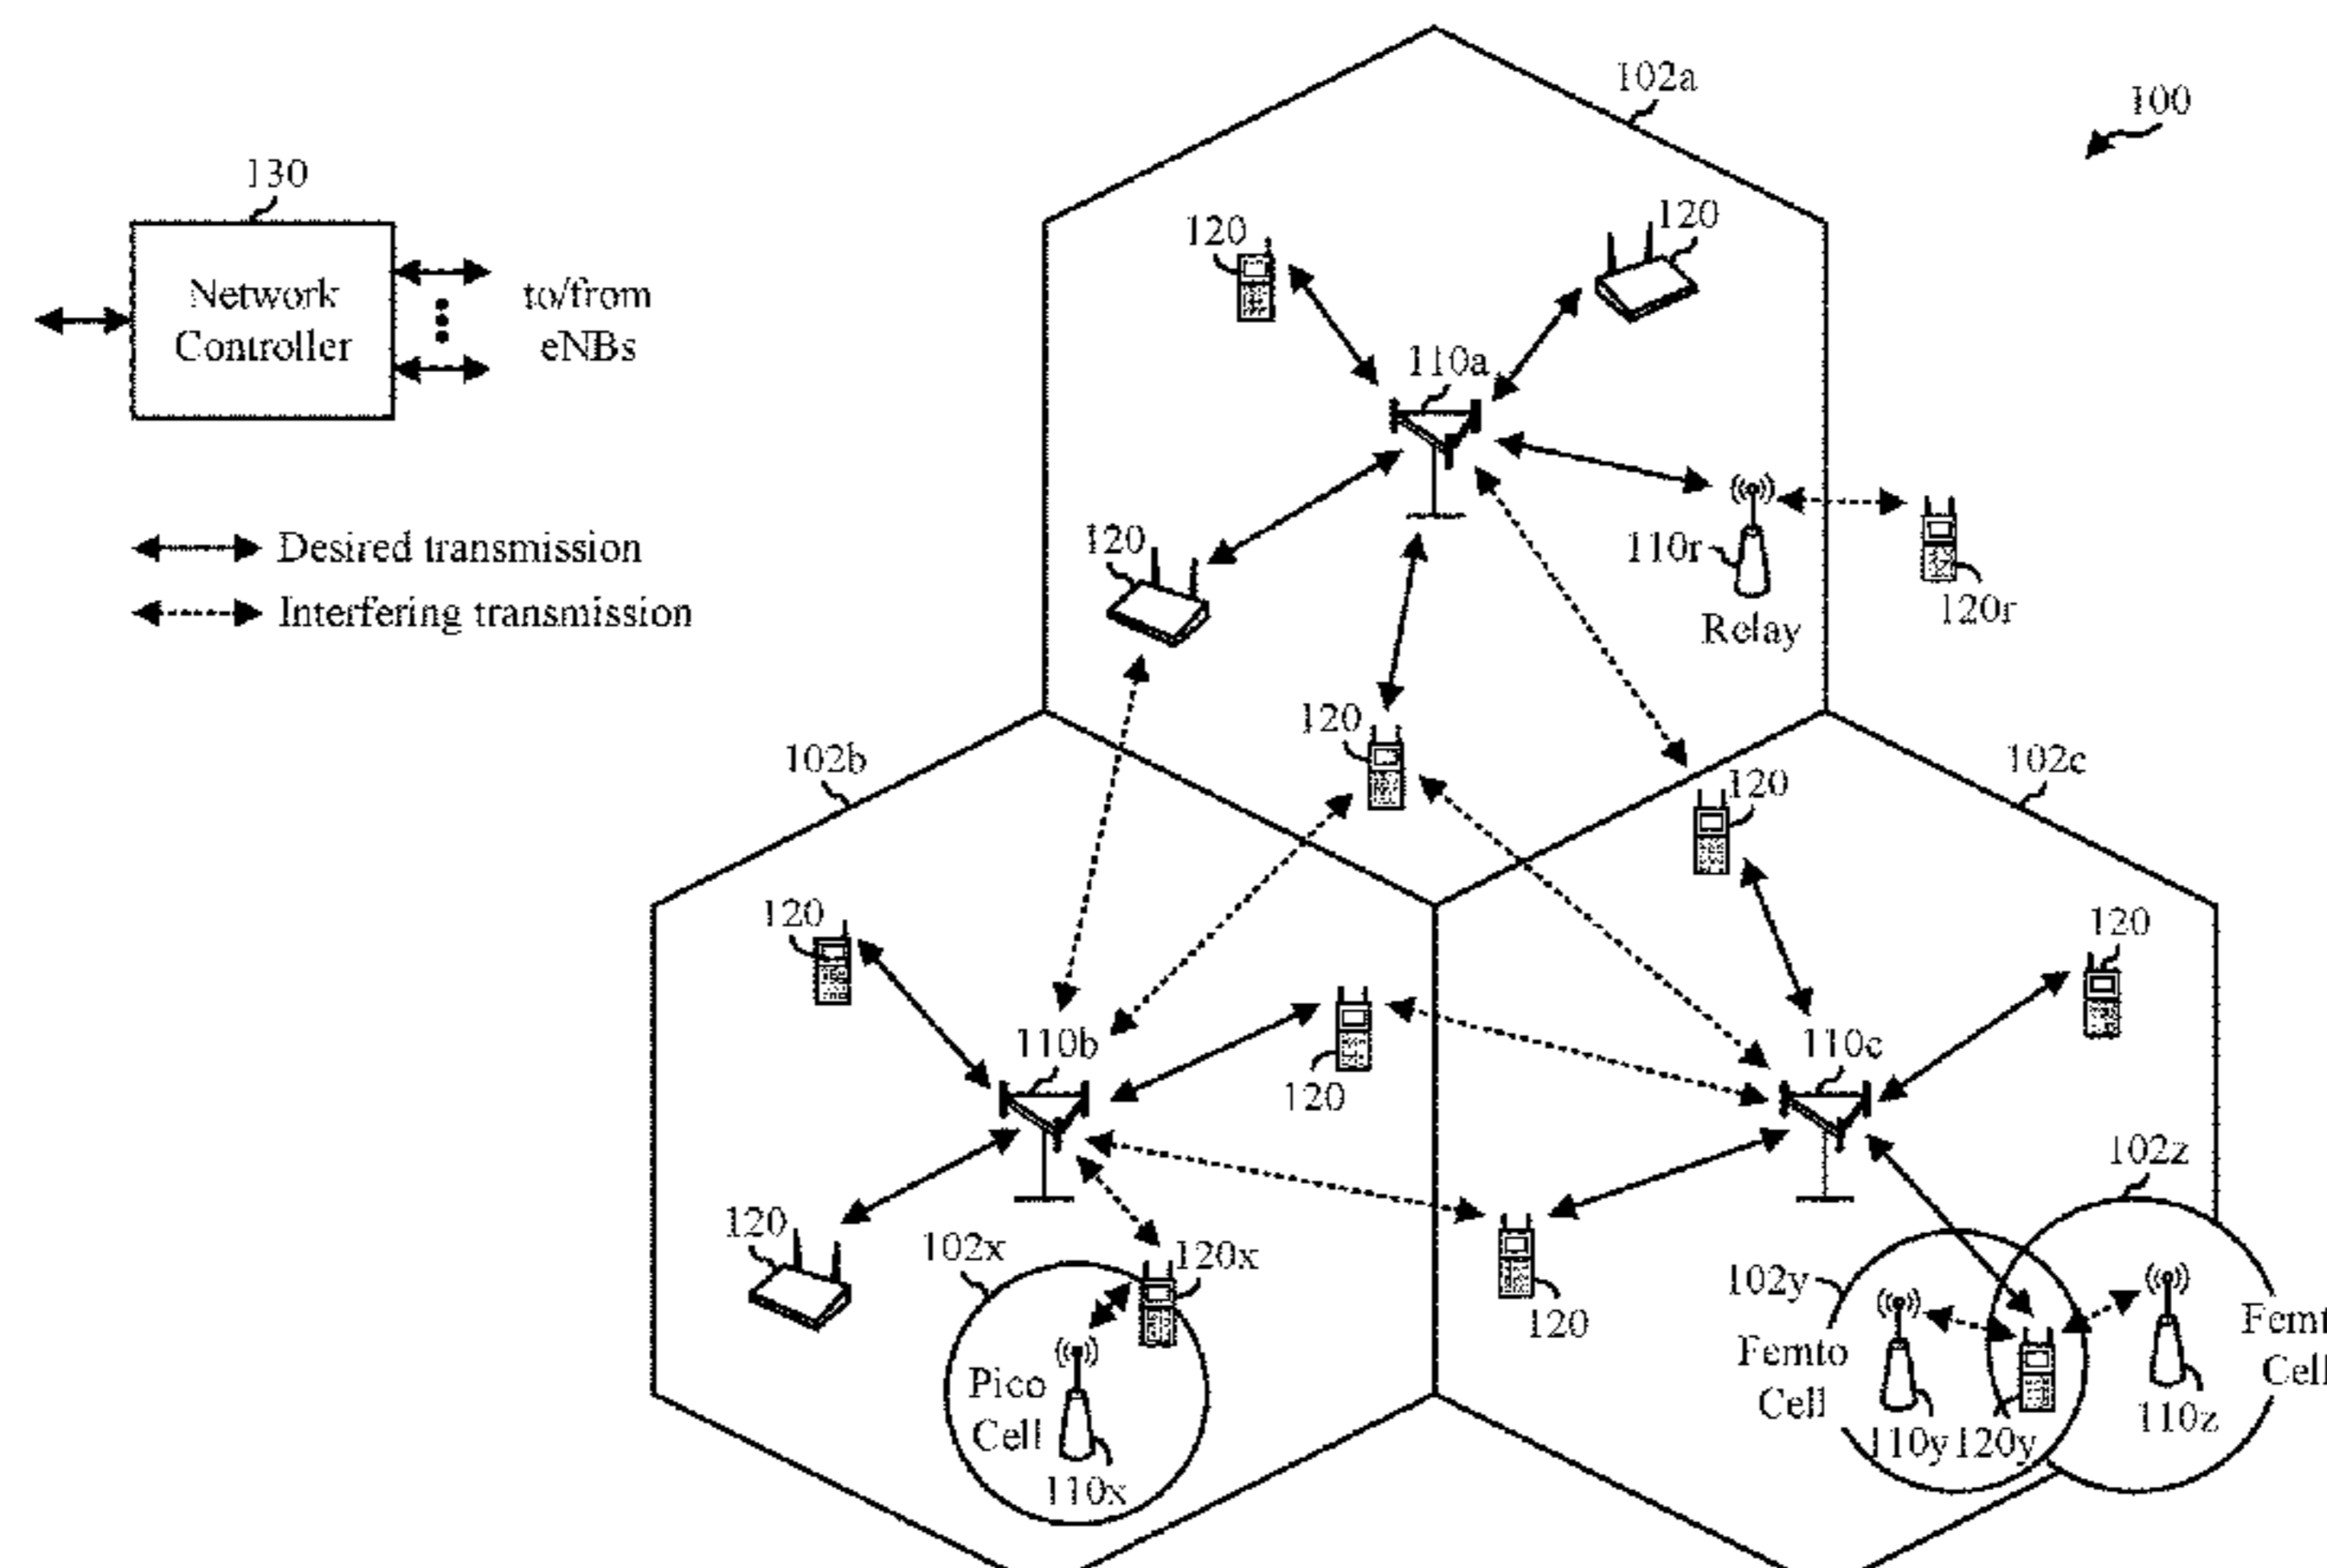 102a
100
130
120
120
Network
Controller
to/from
eNBs
110a
Desired transmission
Interfering transmission
120
110r
120r
Relay
120
102b
102c
120
120
120
110b
120
110c
102z
120
102x
120x
102y
120
Pico
Cell
110x
Femto
Cell
110y
120y
110z
Femt
Cell